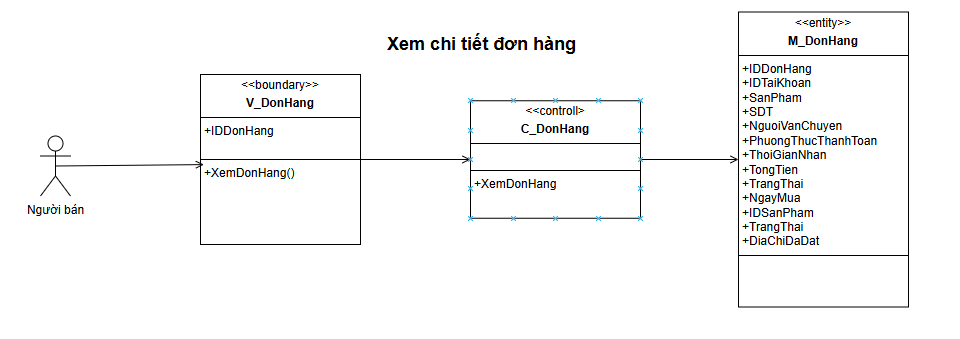 Xem chi tiết đơn hàng
Người bán
<<boundary>>
V_DonHang
+IDDonHang
+XemDonHang()
<<controll>
C_DonHang
+XemDonHang
<<entity>>
M_DonHang
+IDDonHang
+IDTaiKhoan
+SanPham
+SDT
+NguoiVanChuyen
+PhuongThucThanhToan
+ThoiGianNhan
+TongTien
+TrangThai
+NgayMua
+IDSanPham
+TrangThai
+DiaChiDaDat